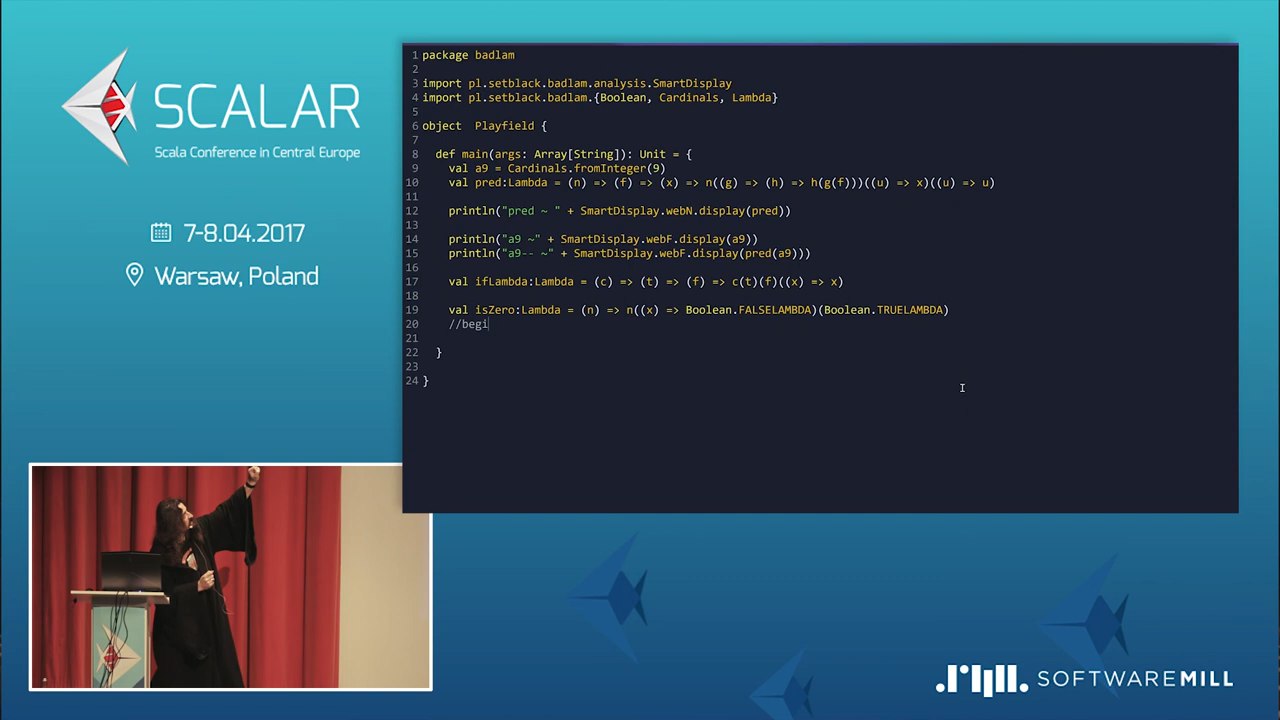 SCALAR
Scala Conference in Central Europe
7-8.04.2017
Warsaw, Poland
1 package badlam
2
3 import pl.setblack.badlam.analysis.SmartDisplay
4 import pl.setblack.badlam.{Boolean, Cardinals, Lambda}
5
6 object  Playfield {
7
8   def main(args: Array[String]): Unit = {
9     val a9 = Cardinals.fromInteger(9)
10     val pred:Lambda = (n) => (f) => (x) => n((g) => (h) => h(g(f)))((u) => x)((u) => u)
11
12     println("pred ~ " + SmartDisplay.webN.display(pred))
13
14     println("a9 ~" + SmartDisplay.webF.display(a9))
15     println("a9-- ~" + SmartDisplay.webF.display(pred(a9)))
16
17     val ifLambda:Lambda = (c) => (t) => (f) => c(t)(f)((x) => x)
18
19     val isZero:Lambda = (n) => n((x) => Boolean.FALSELAMBDA)(Boolean.TRUELAMBDA)
20     //begi
21
22   }
23
24 }
SOFTWAREMILL